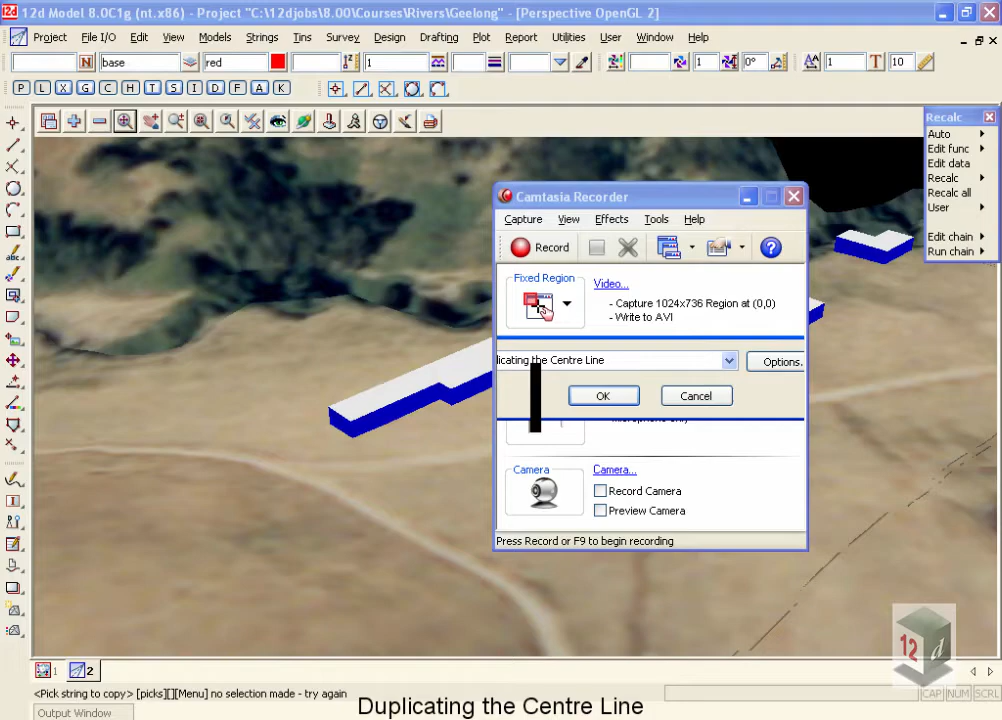 12d Model 8.0C1g (nt.x86) - Project "C:\12djobs\8.00\Courses\Rivers\Geelong" - [Perspective OpenGL 2]
Project File I/O Edit View Models Strings Tins Survey Design Drafting Plot Report Utilities User Window Help
N base red 1 1 0° 1 T 10
P L X G C H T S I D F A K
Recalc
Auto
Edit func
Edit data
Recalc
Recalc all
User
Edit chain
Run chain
Camtasia Recorder
Capture View Effects Tools Help
Record
Fixed Region
Video...
- Capture 1024x736 Region at (0,0)
- Write to AVI
licating the Centre Line
Options.
OK Cancel
Camera
Camera...
Record Camera
Preview Camera
Press Record or F9 to begin recording
12 d
1 2
<Pick string to copy> [picks][][Menu] no selection made - try again
CAP NUM SCRL
Output Window
Duplicating the Centre Line